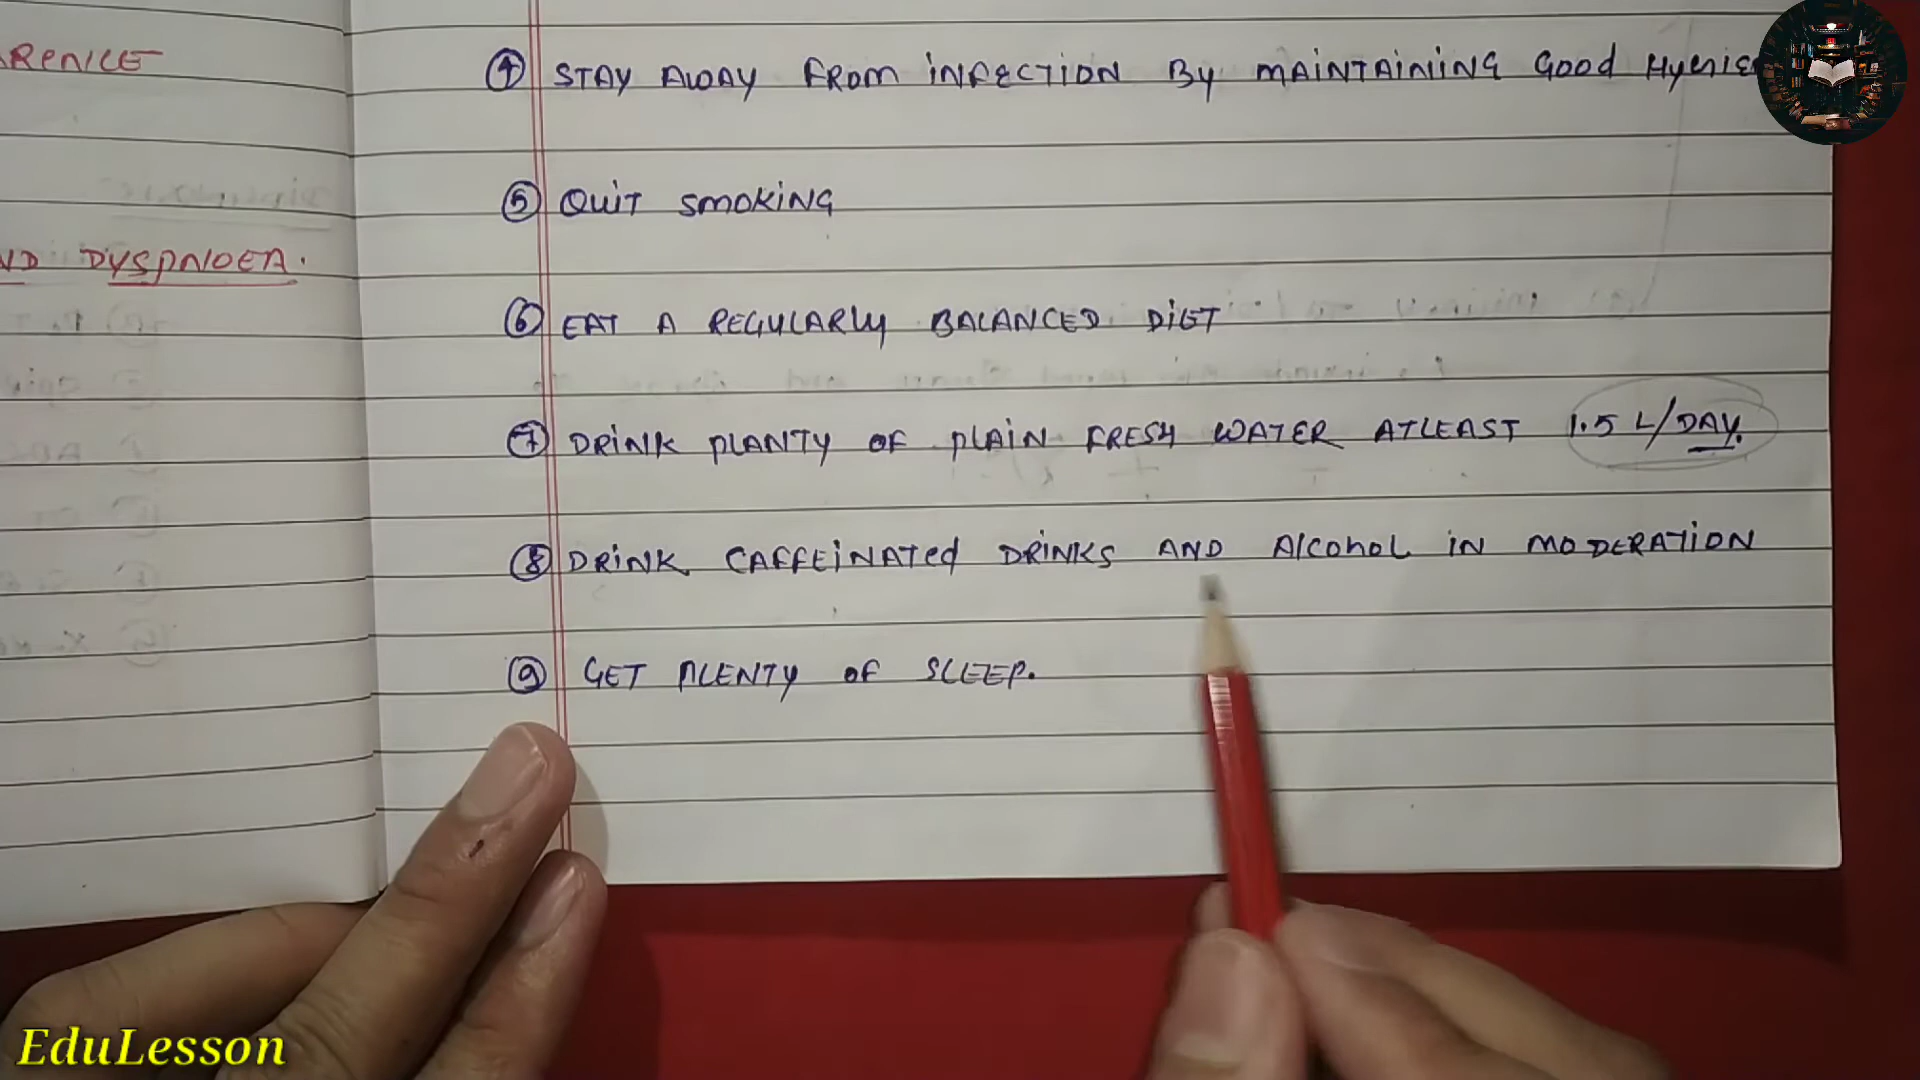 ④ STAY AWAY FROM INFECTION BY MAINTAINING Good
⑤ QUIT SMOKING
ND DYSPNOEA.
⑥ EAT A REGULARLY BALANCED DIET
⑦ DRINK PLANTY OF PLAIN FRESH WATER ATLEAST 1.5 L/DAY.
⑧ DRINK CAFFEINATEd DRINKS AND Alcohol IN MODERATION
⑨ GET PLENTY OF SLEEP.
EduLesson